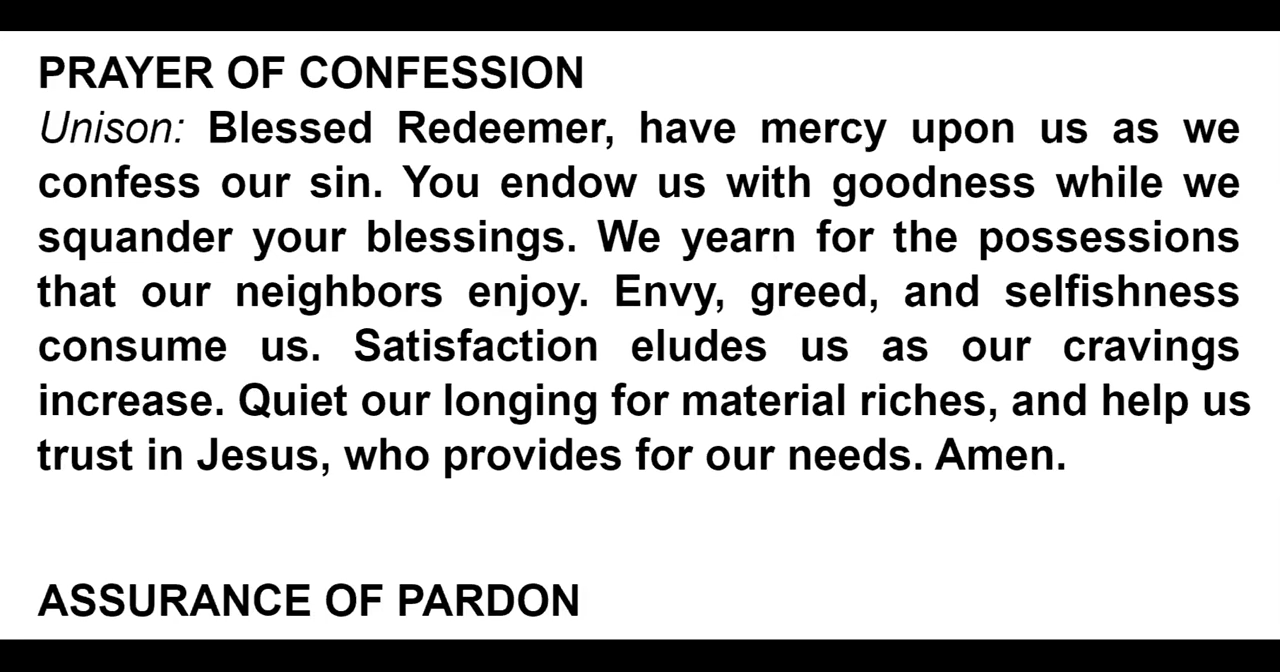 PRAYER OF CONFESSION
Unison: Blessed Redeemer, have mercy upon us as we
confess our sin. You endow us with goodness while we
squander your blessings. We yearn for the possessions
that our neighbors enjoy. Envy, greed, and selfishness
consume us. Satisfaction eludes us as our cravings
increase. Quiet our longing for material riches, and help us
trust in Jesus, who provides for our needs. Amen.
ASSURANCE OF PARDON